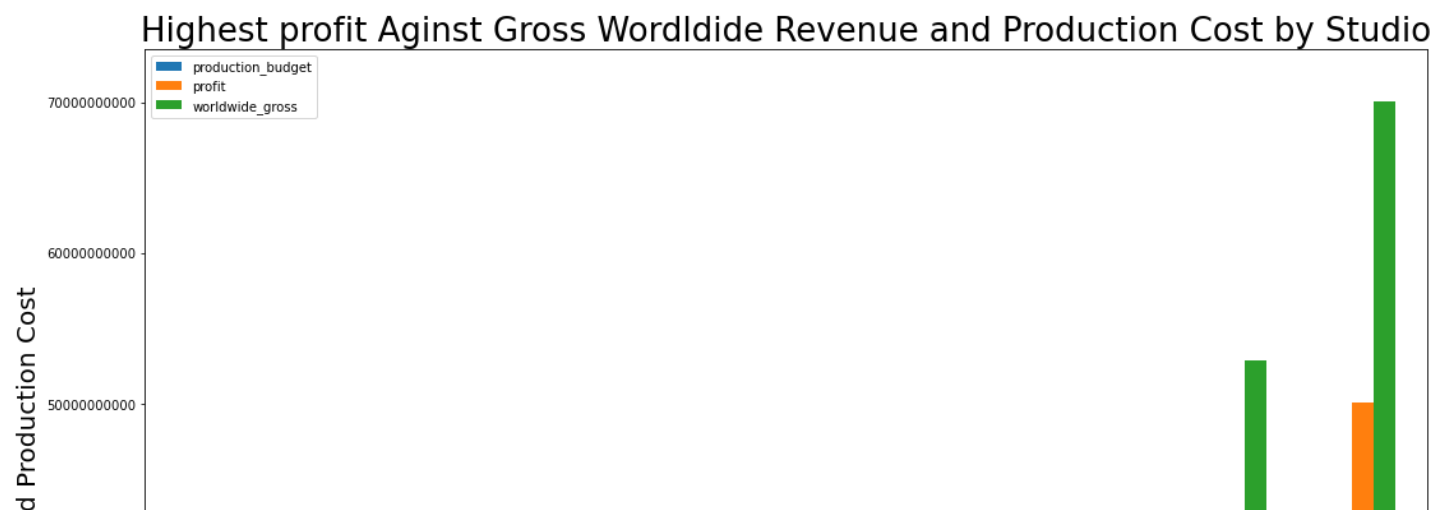 Highest profit Aginst Gross Wordldide Revenue and Production Cost by Studio
production_budget
profit
worldwide_gross
70000000000
60000000000
50000000000
d Production Cost